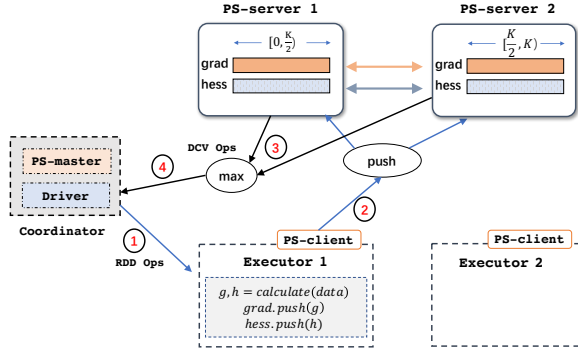 PS-server 1
PS-server 2
[0, K/2)
[K/2, K)
grad
hess
grad
hess
DCV Ops
3
4
max
push
PS-master
Driver
Coordinator
1
RDD Ops
2
PS-client
PS-client
Executor 1
Executor 2
g, h = calculate(data)
grad.push(g)
hess.push(h)